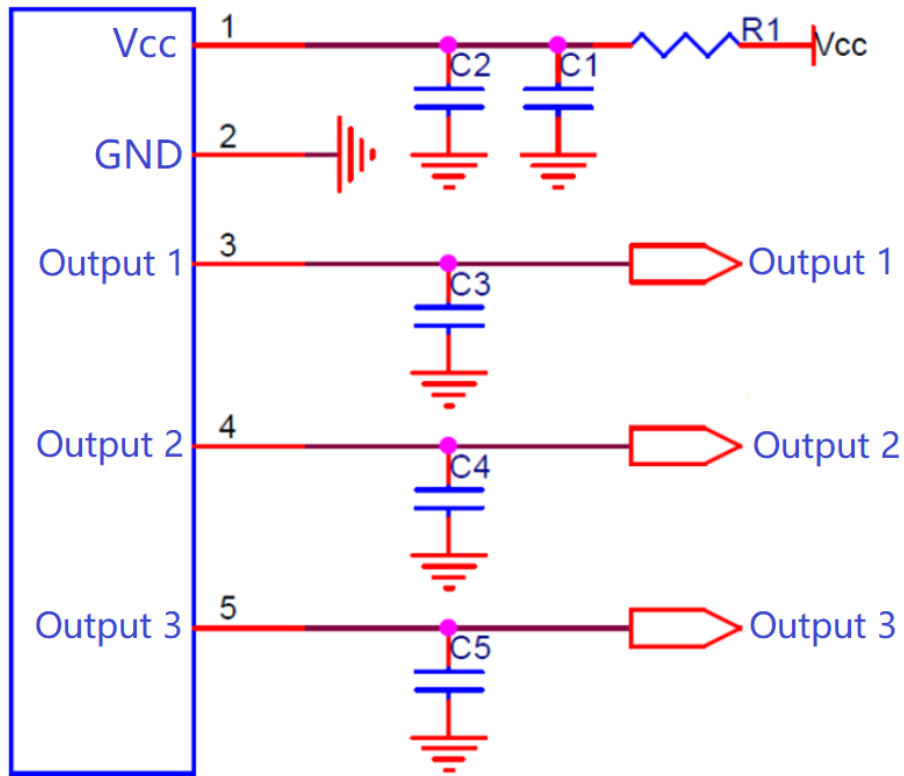 Vcc 1 C2 C1 R1 Vcc
GND 2
Output 1 3 C3 Output 1
Output 2 4 C4 Output 2
Output 3 5 C5 Output 3